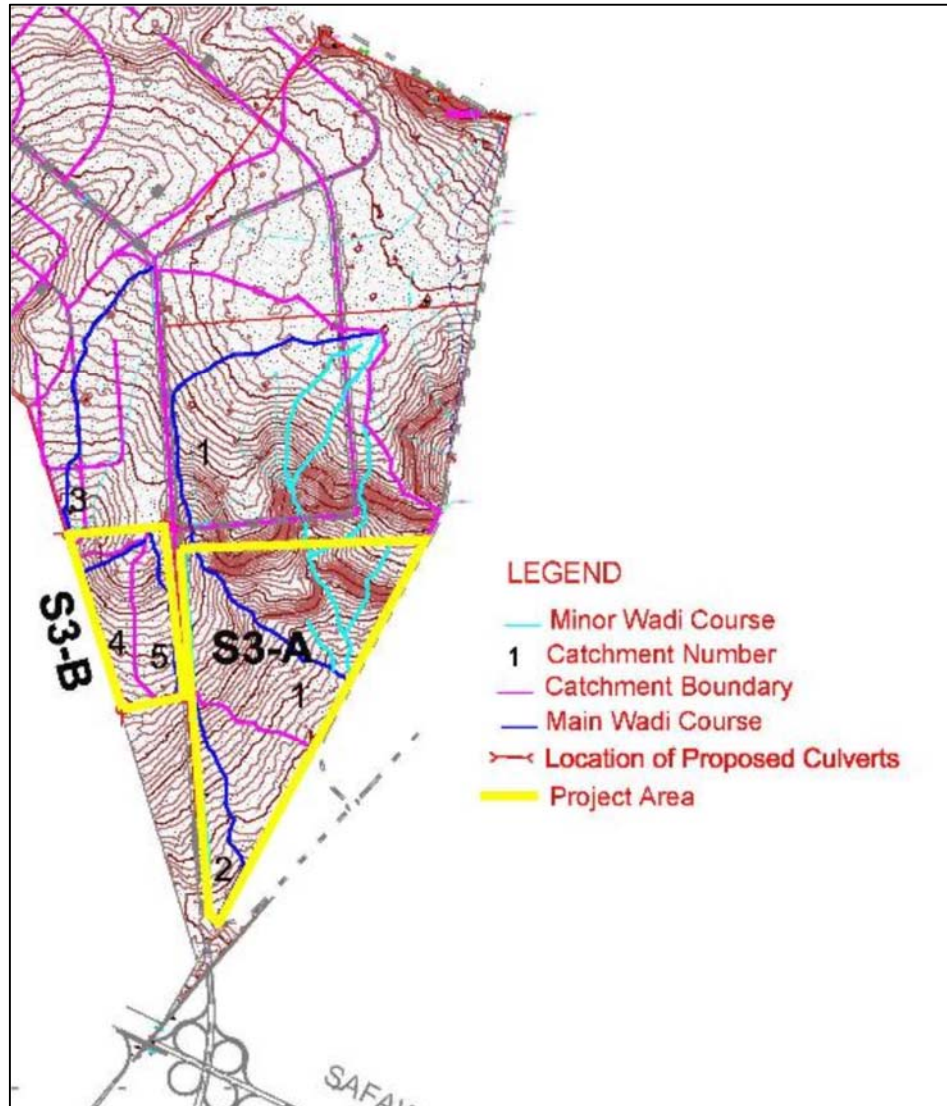 1
3
S3-B
4
5
S3-A
1
2
LEGEND
Minor Wadi Course
1 Catchment Number
Catchment Boundary
Main Wadi Course
Location of Proposed Culverts
Project Area